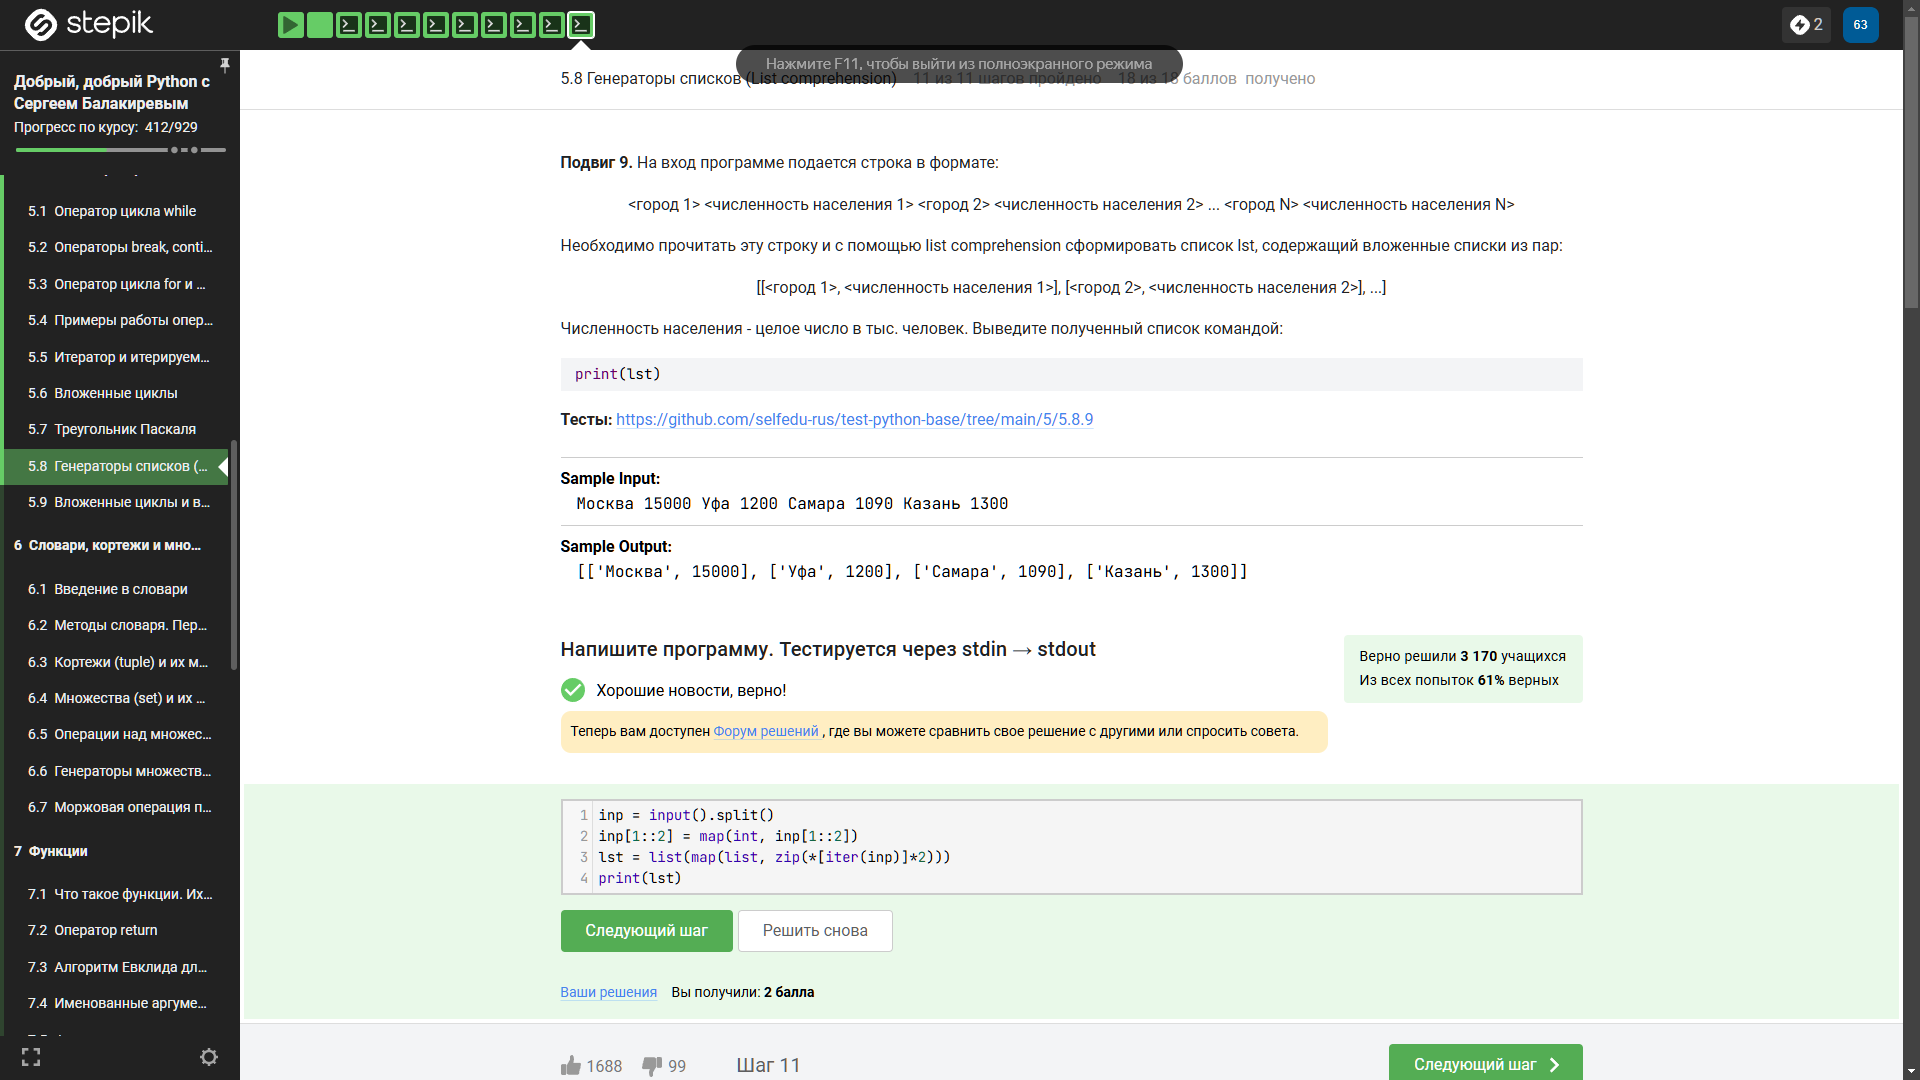 stepik
2
63
Добрый, добрый Python с
Сергеем Балакиревым
Прогресс по курсу: 412/929
5.1 Оператор цикла while
5.2 Операторы break, conti...
5.3 Оператор цикла for и ...
5.4 Примеры работы опер...
5.5 Итератор и итерируем...
5.6 Вложенные циклы
5.7 Треугольник Паскаля
5.8 Генераторы списков (...
5.9 Вложенные циклы и в...
6 Словари, кортежи и мно...
6.1 Введение в словари
6.2 Методы словаря. Пер...
6.3 Кортежи (tuple) и их м...
6.4 Множества (set) и их ...
6.5 Операции над множес...
6.6 Генераторы множеств...
6.7 Моржовая операция п...
7 Функции
7.1 Что такое функции. Их...
7.2 Оператор return
7.3 Алгоритм Евклида дл...
7.4 Именованные аргуме...
Нажмите F11, чтобы выйти из полноэкранного режима
5.8 Генераторы списков (List comprehension) 11 из 11 шагов пройдено 18 из 18 баллов получено
Подвиг 9. На вход программе подается строка в формате:
<город 1> <численность населения 1> <город 2> <численность населения 2> ... <город N> <численность населения N>
Необходимо прочитать эту строку и с помощью list comprehension сформировать список lst, содержащий вложенные списки из пар:
[[<город 1>, <численность населения 1>], [<город 2>, <численность населения 2>], ...]
Численность населения - целое число в тыс. человек. Выведите полученный список командой:
print(lst)
Тесты: https://github.com/selfedu-rus/test-python-base/tree/main/5/5.8.9
Sample Input:
Москва 15000 Уфа 1200 Самара 1090 Казань 1300
Sample Output:
[['Москва', 15000], ['Уфа', 1200], ['Самара', 1090], ['Казань', 1300]]
Напишите программу. Тестируется через stdin → stdout
Верно решили 3 170 учащихся
Из всех попыток 61% верных
Хорошие новости, верно!
Теперь вам доступен Форум решений , где вы можете сравнить свое решение с другими или спросить совета.
1 inp = input().split()
2 inp[1::2] = map(int, inp[1::2])
3 lst = list(map(list, zip(*[iter(inp)]*2)))
4 print(lst)
Следующий шаг
Решить снова
Ваши решения Вы получили: 2 балла
1688 99 Шаг 11
Следующий шаг